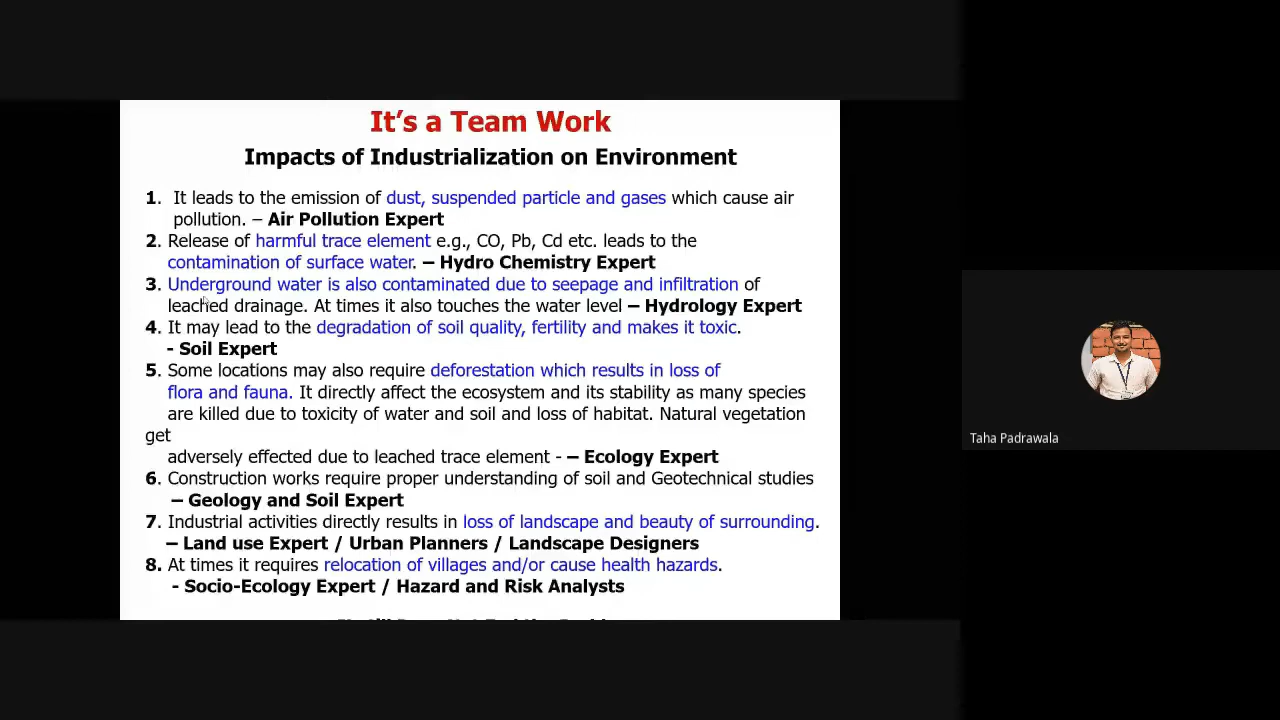 It's a Team Work
Impacts of Industrialization on Environment
1. It leads to the emission of dust, suspended particle and gases which cause air
pollution. – Air Pollution Expert
2. Release of harmful trace element e.g., CO, Pb, Cd etc. leads to the
contamination of surface water. – Hydro Chemistry Expert
3. Underground water is also contaminated due to seepage and infiltration of
leached drainage. At times it also touches the water level – Hydrology Expert
4. It may lead to the degradation of soil quality, fertility and makes it toxic.
- Soil Expert
5. Some locations may also require deforestation which results in loss of
flora and fauna. It directly affect the ecosystem and its stability as many species
are killed due to toxicity of water and soil and loss of habitat. Natural vegetation
get
adversely effected due to leached trace element - – Ecology Expert
6. Construction works require proper understanding of soil and Geotechnical studies
– Geology and Soil Expert
7. Industrial activities directly results in loss of landscape and beauty of surrounding.
– Land use Expert / Urban Planners / Landscape Designers
8. At times it requires relocation of villages and/or cause health hazards.
- Socio-Ecology Expert / Hazard and Risk Analysts
Taha Padrawala